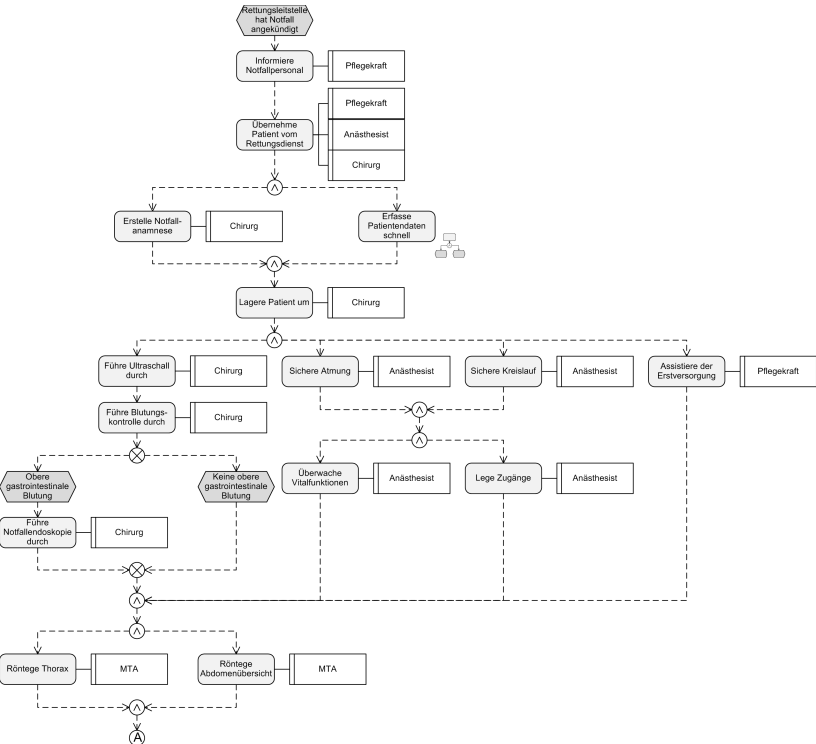 Rettungsleitstelle
hat Notfall
angekündigt
Informiere
Notfallpersonal
Pflegekraft
Pflegekraft
Übernehme
Patient vom
Rettungsdienst
Anästhesist
Chirurg
Erstelle Notfall-
anamnese
Chirurg
Erfasse
Patientendaten
schnell
Lagere Patient um
Chirurg
Führe Ultraschall
durch
Chirurg
Sichere Atmung
Anästhesist
Sichere Kreislauf
Anästhesist
Assistiere der
Erstversorgung
Pflegekraft
Führe Blutungs-
kontrolle durch
Chirurg
Obere
gastrointestinale
Blutung
Keine obere
gastrointestinale
Blutung
Überwache
Vitalfunktionen
Anästhesist
Lege Zugänge
Anästhesist
Führe
Notfallendoskopie
durch
Chirurg
Röntege Thorax
MTA
Röntege
Abdomenübersicht
MTA
A